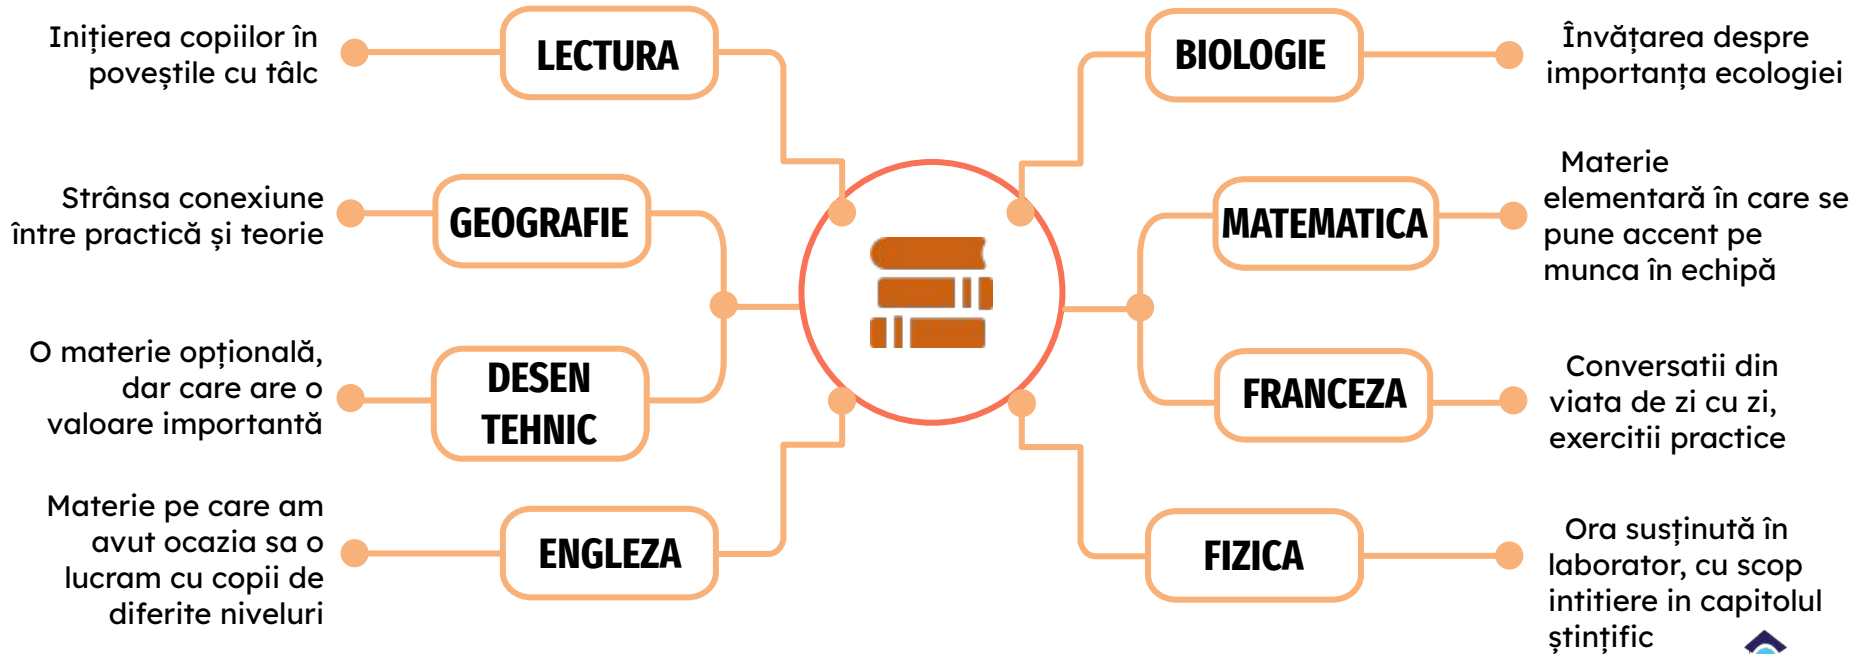 Inițierea copiilor în
poveștile cu tâlc
LECTURA
Strânsa conexiune
între practică și teorie
GEOGRAFIE
O materie opțională,
dar care are o
valoare importantă
DESEN
TEHNIC
Materie pe care am
avut ocazia sa o
lucram cu copii de
diferite niveluri
ENGLEZA
BIOLOGIE
Învățarea despre
importanța ecologiei
MATEMATICA
Materie
elementară în care se
pune accent pe
munca în echipă
FRANCEZA
Conversatii din
viata de zi cu zi,
exercitii practice
FIZICA
Ora susținută în
laborator, cu scop
intitiere in capitolul
științific